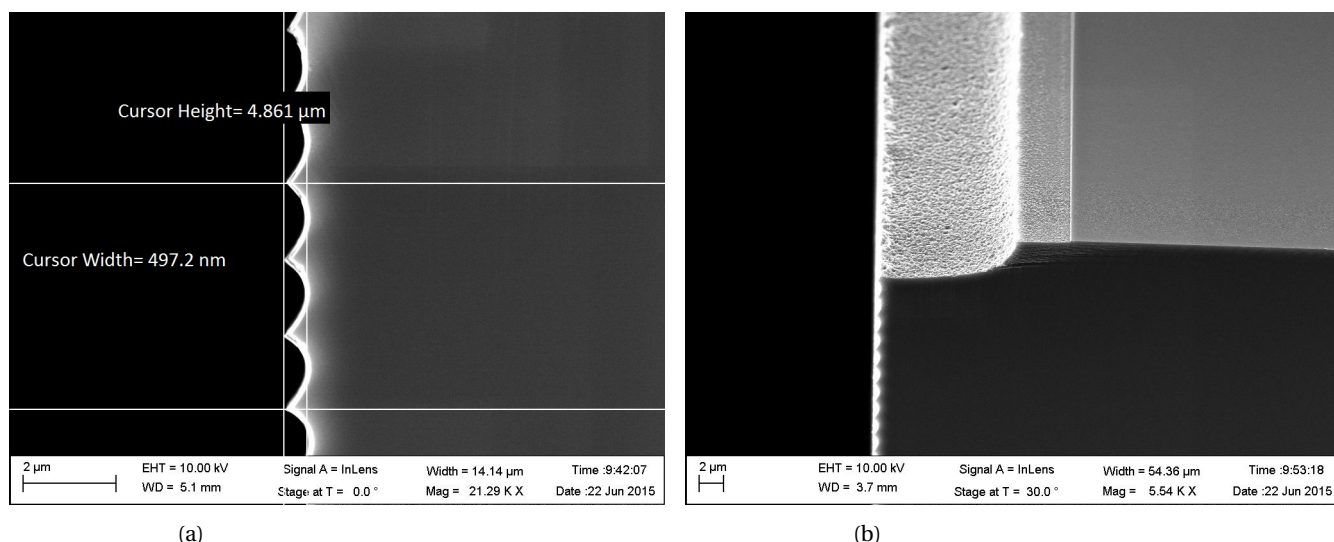 Cursor Height= 4.861 µm
Cursor Width= 497.2 nm
2 µm
EHT = 10.00 kV
Signal A = InLens
Width = 14.14 µm
Time :9:42:07
WD = 5.1 mm
Stage at T = 0.0 °
Mag = 21.29 K X
Date :22 Jun 2015
2 µm
EHT = 10.00 kV
Signal A = InLens
Width = 54.36 µm
Time :9:53:18
WD = 3.7 mm
Stage at T = 30.0 °
Mag = 5.54 K X
Date :22 Jun 2015
(a)
(b)